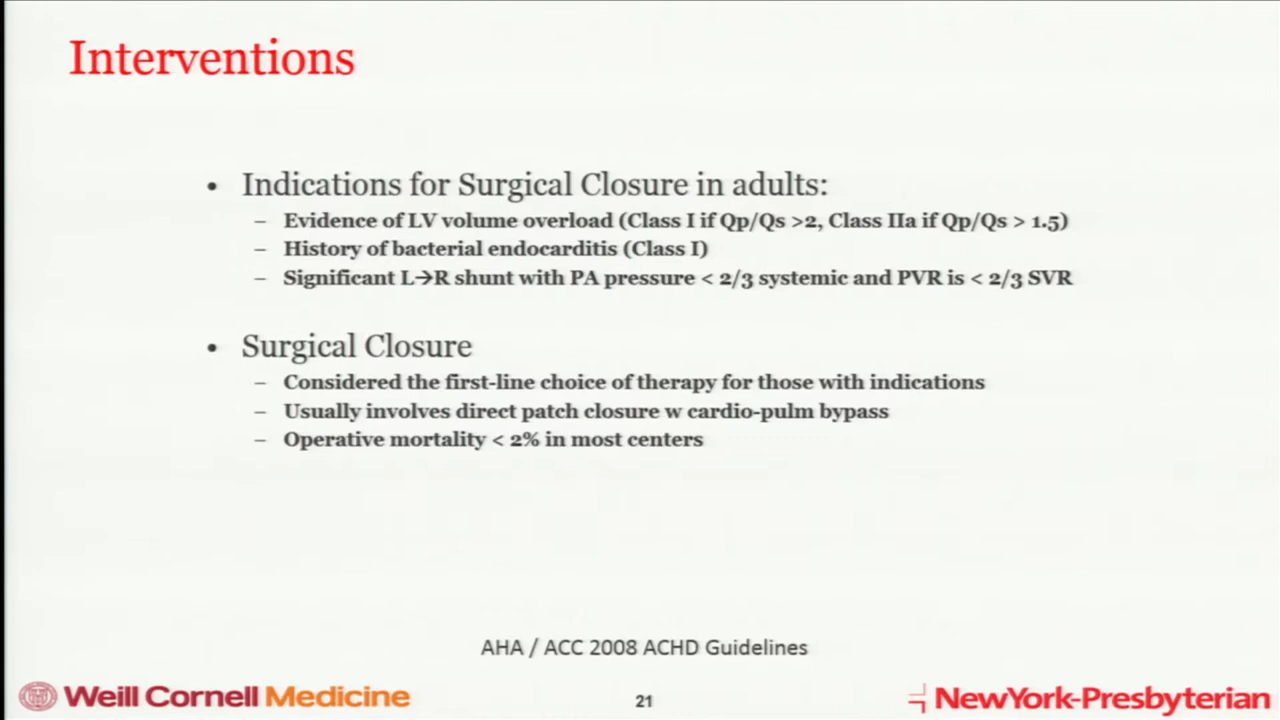 Interventions
• Indications for Surgical Closure in adults:
– Evidence of LV volume overload (Class I if Qp/Qs >2, Class IIa if Qp/Qs > 1.5)
– History of bacterial endocarditis (Class I)
– Significant L→R shunt with PA pressure < 2/3 systemic and PVR is < 2/3 SVR
• Surgical Closure
– Considered the first-line choice of therapy for those with indications
– Usually involves direct patch closure w cardio-pulm bypass
– Operative mortality < 2% in most centers
AHA / ACC 2008 ACHD Guidelines
Weill Cornell Medicine
21
NewYork-Presbyterian